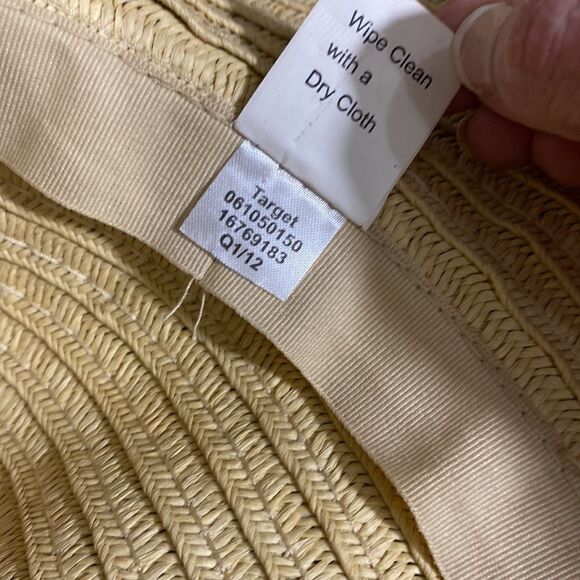 Wipe Clean
with a
Dry Cloth
Target
061050150
16769183
Q1/12